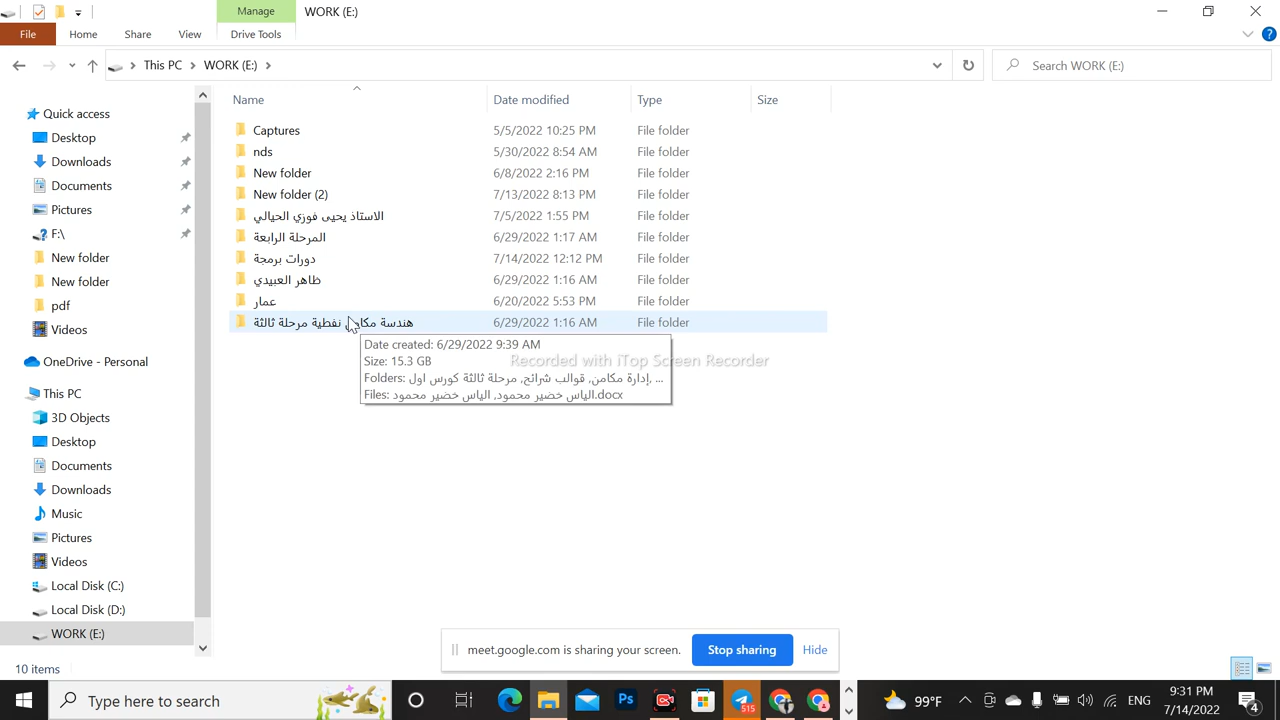 Manage
WORK (E:)
File
Home
Share
View
Drive Tools
This PC
WORK (E:)
Search WORK (E:)
Name
Date modified
Type
Size
Quick access
Desktop
Downloads
Documents
Pictures
F:\
New folder
New folder
pdf
Videos
OneDrive - Personal
This PC
3D Objects
Desktop
Documents
Downloads
Music
Pictures
Videos
Local Disk (C:)
Local Disk (D:)
WORK (E:)
Captures 5/5/2022 10:25 PM File folder
nds 5/30/2022 8:54 AM File folder
New folder 6/8/2022 2:16 PM File folder
New folder (2) 7/13/2022 8:13 PM File folder
الاستاذ يحيى فوزي الحيالي 7/5/2022 1:55 PM File folder
المرحلة الرابعة 6/29/2022 1:17 AM File folder
دورات برمجة 7/14/2022 12:12 PM File folder
ظاهر العبيدي 6/29/2022 1:16 AM File folder
عمار 6/20/2022 5:53 PM File folder
هندسة مكامن نفطية مرحلة ثالثة 6/29/2022 1:16 AM File folder
Date created: 6/29/2022 9:39 AM
Size: 15.3 GB
Folders: إدارة مكامن, قوالب شرائح, مرحلة ثالثة كورس اول, ...
Files: الياس خضير محمود, الياس خضير محمود.docx
Recorded with iTop Screen Recorder
meet.google.com is sharing your screen.
Stop sharing
Hide
10 items
Type here to search
Ps
515
99°F
ENG
9:31 PM
7/14/2022
4